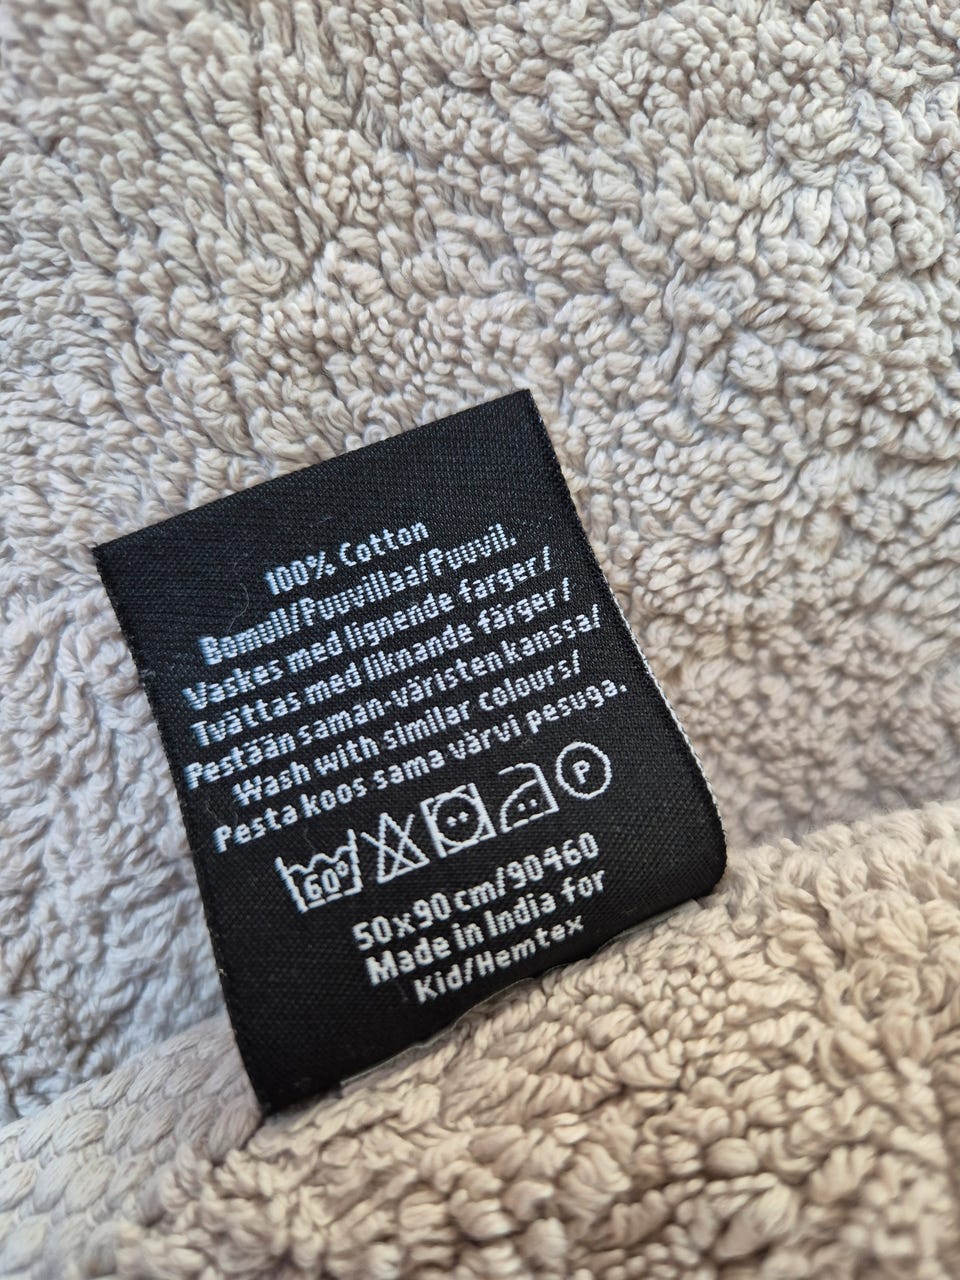 100% Cotton
Bomull/Puuvillaa/Puuvil.
Vaskes med lignende farger/
Tvättas med liknande färger/
Pestään saman-väristen kanssa/
Wash with similar colours/
Pesta koos sama värvi pesuga.
60° P
50x90 cm/90460
Made in India for
Kid/Hemtex